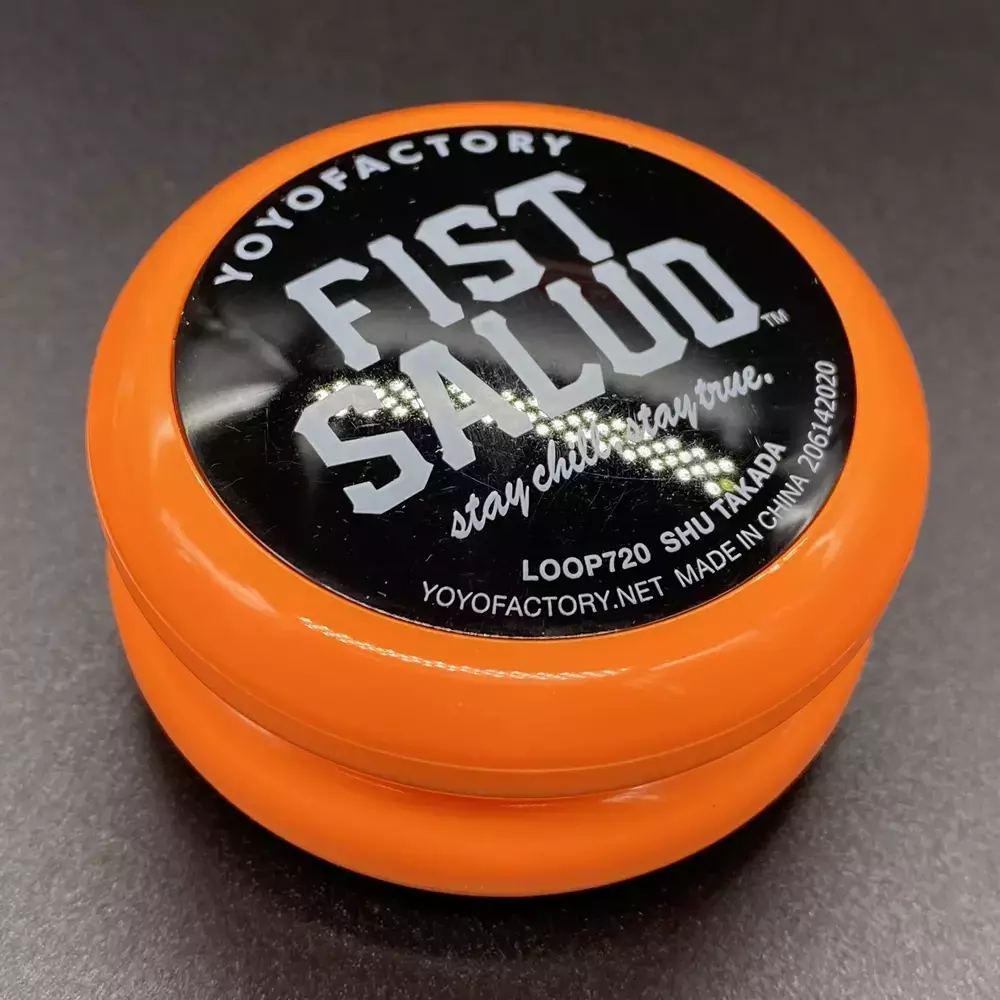 YOYOFACTORY
FIST
SALUD™
stay chill stay true.
LOOP720 SHU TAKADA
YOYOFACTORY.NET MADE IN CHINA 206142020